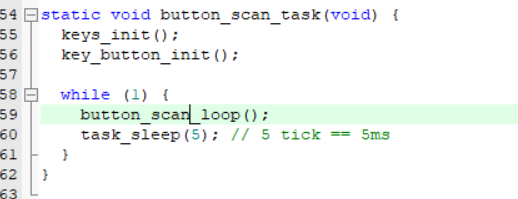 54 static void button_scan_task(void) {
55 keys_init();
56 key_button_init();
57
58 while (1) {
59 button_scan_loop();
60 task_sleep(5); // 5 tick == 5ms
61 }
62 }
63